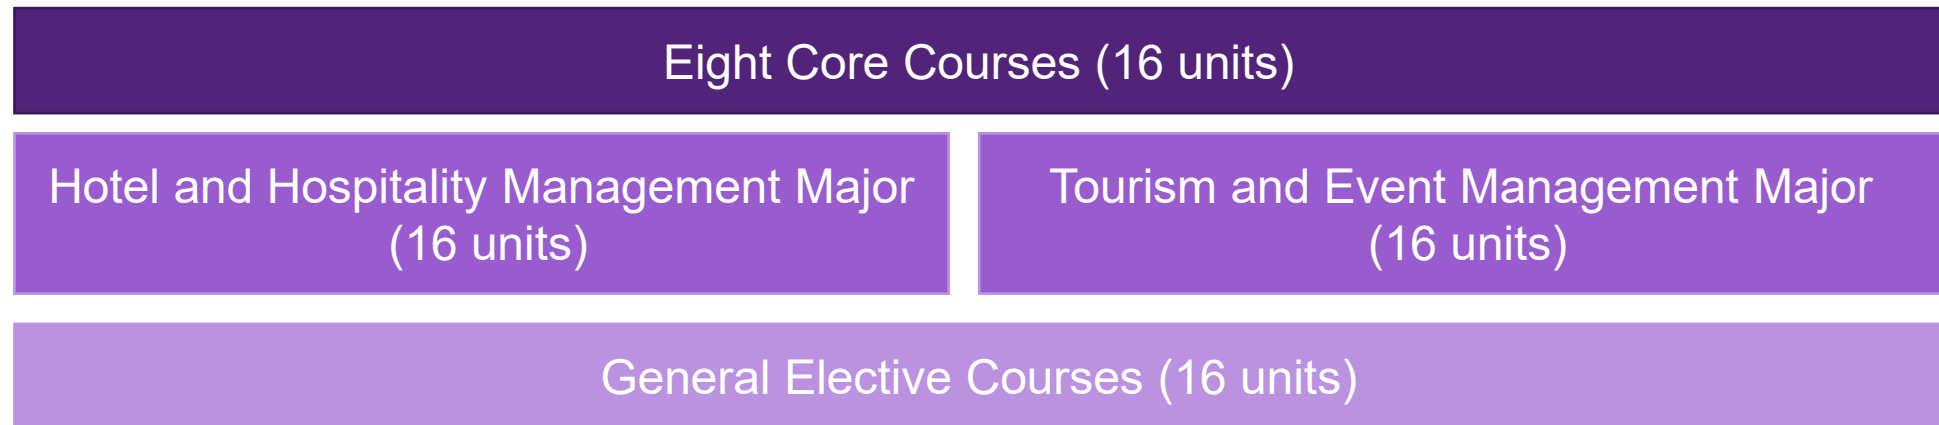 Eight Core Courses (16 units)
Hotel and Hospitality Management Major
(16 units)
Tourism and Event Management Major
(16 units)
General Elective Courses (16 units)